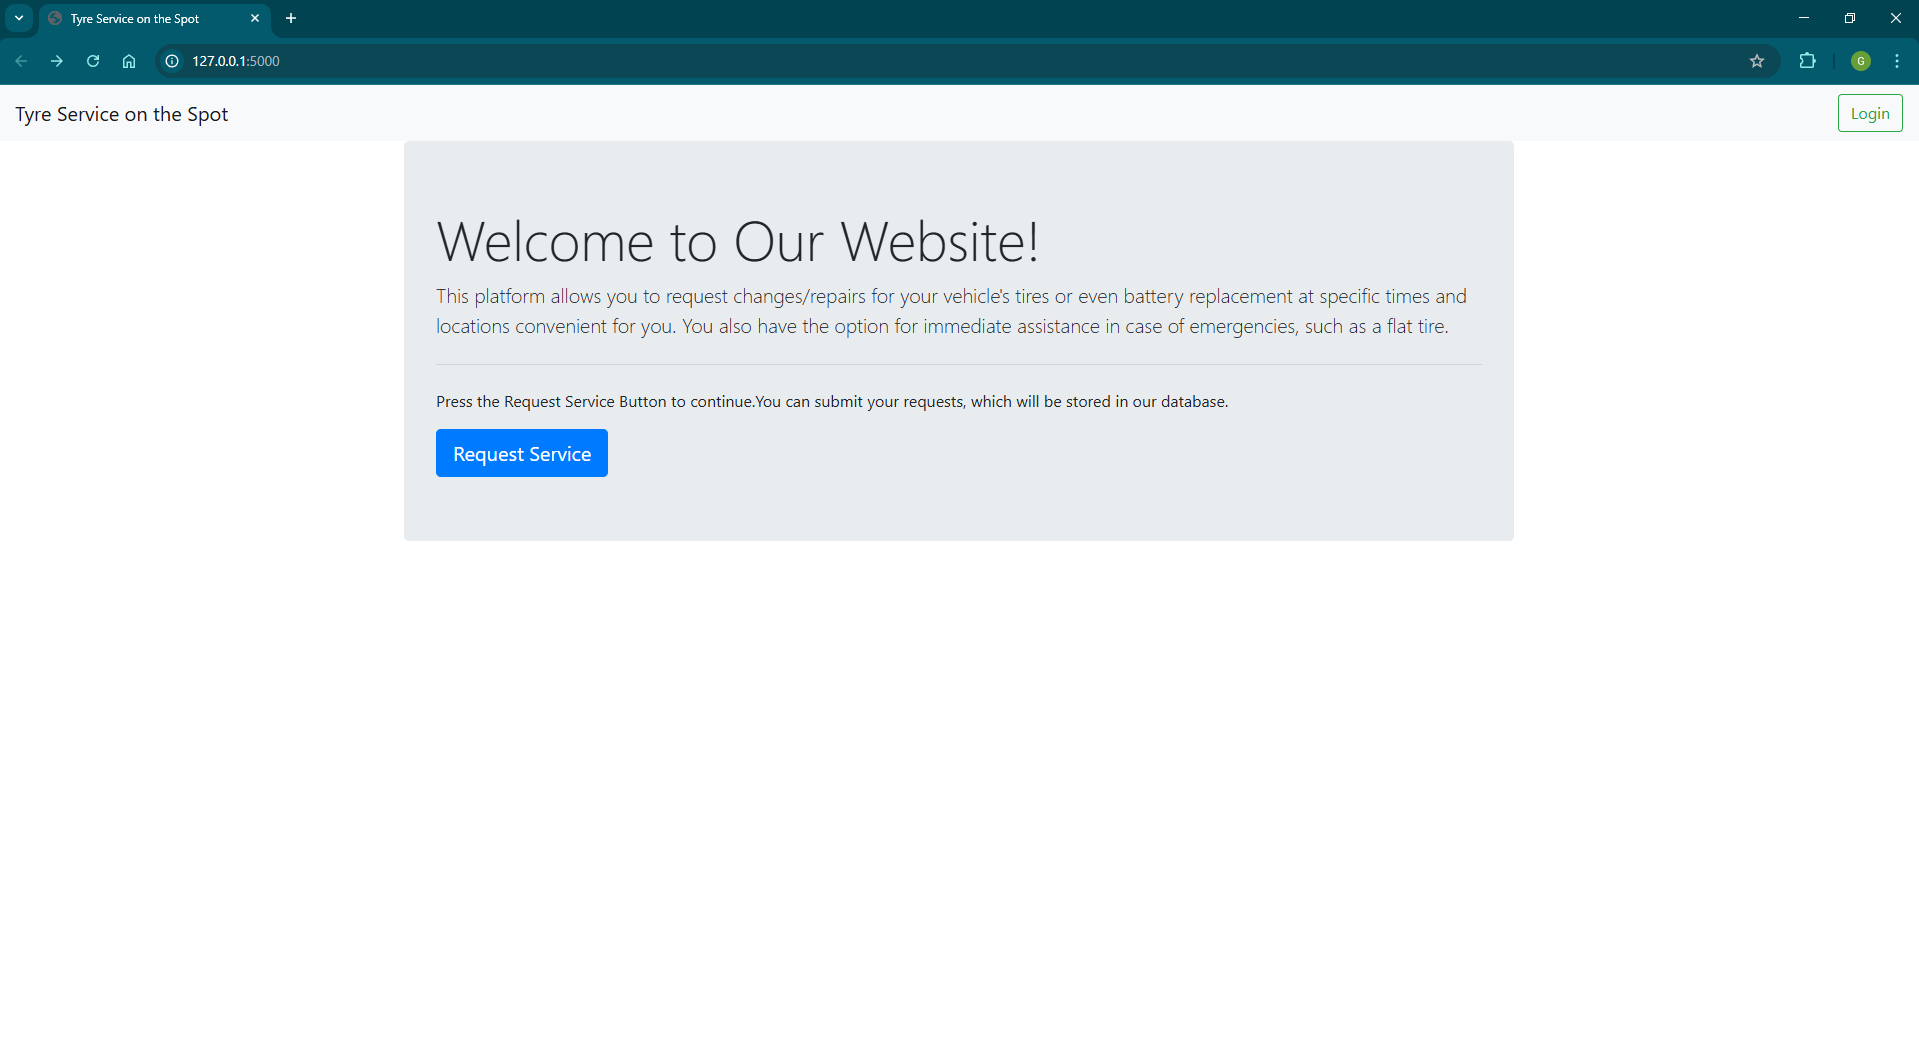 Tyre Service on the Spot
127.0.0.1:5000
G
Tyre Service on the Spot
Login
Welcome to Our Website!
This platform allows you to request changes/repairs for your vehicle's tires or even battery replacement at specific times and
locations convenient for you. You also have the option for immediate assistance in case of emergencies, such as a flat tire.
Press the Request Service Button to continue.You can submit your requests, which will be stored in our database.
Request Service